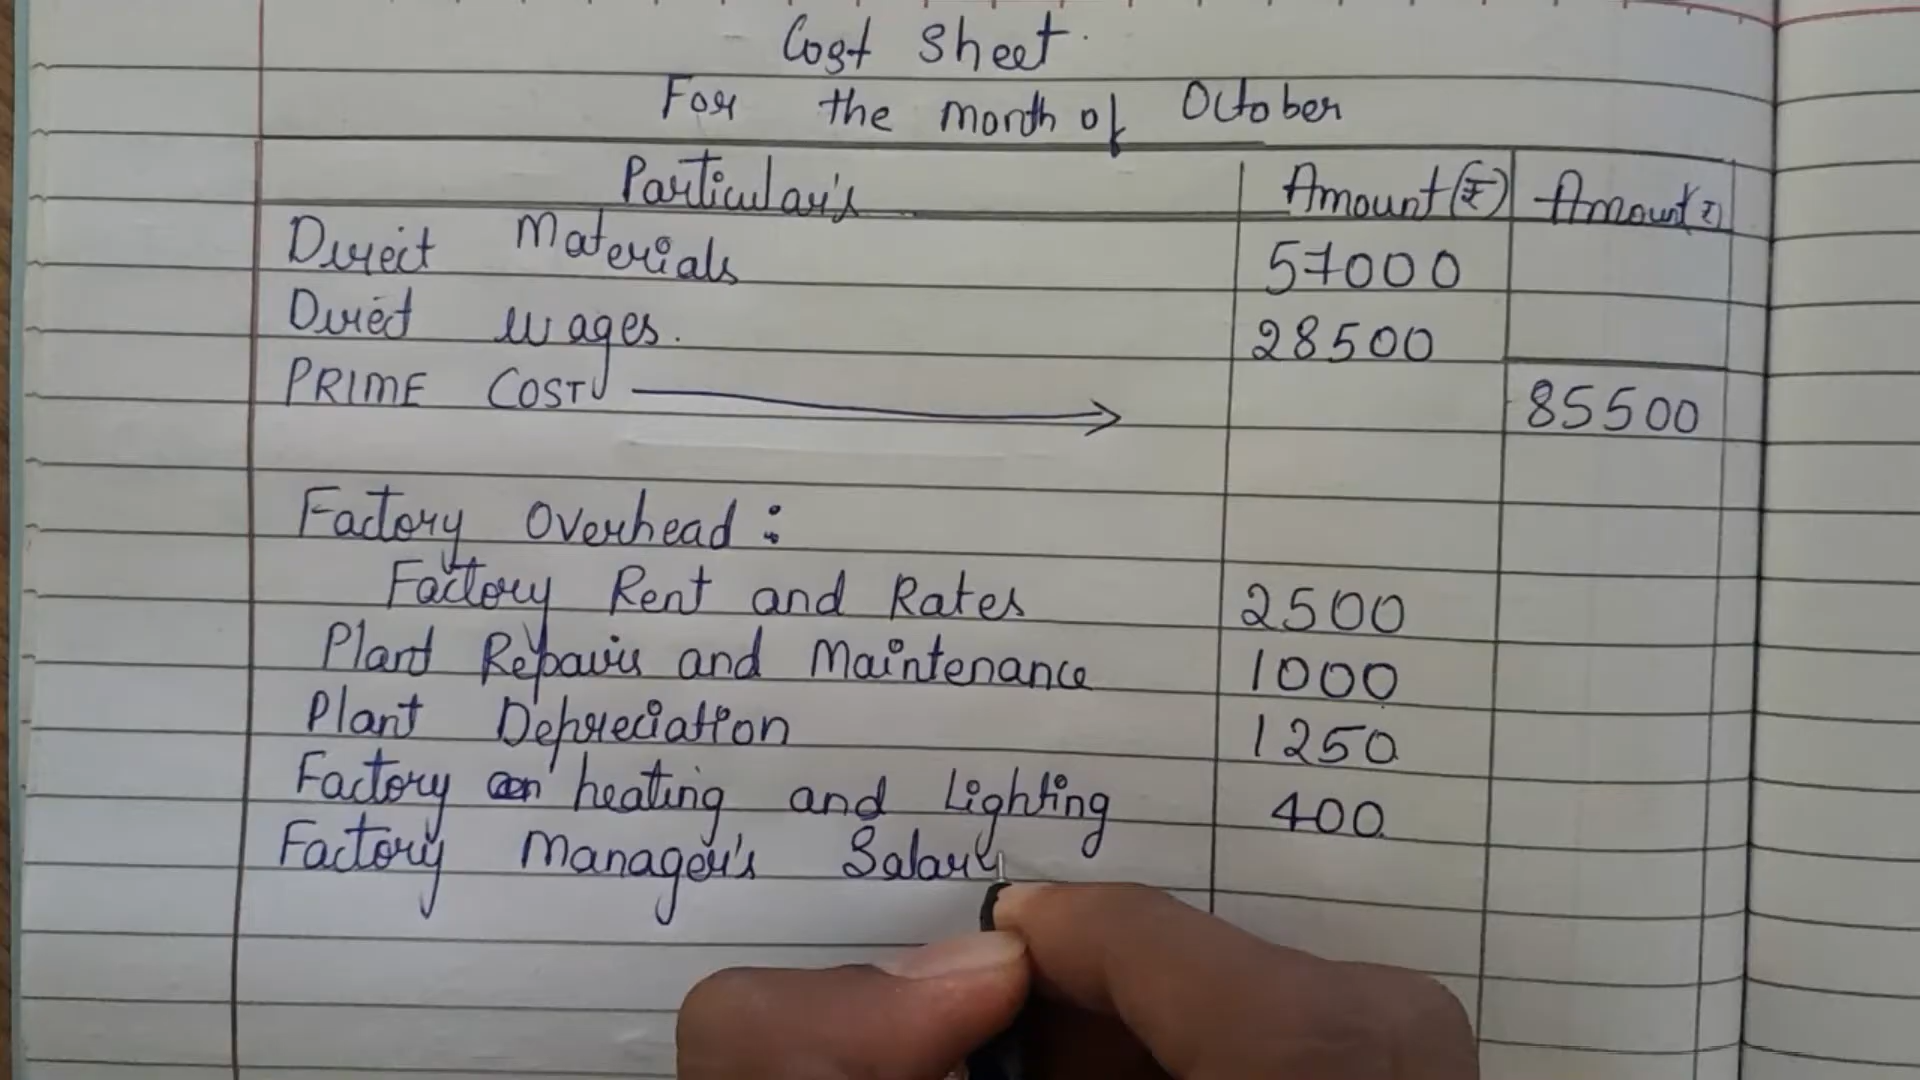 Cost Sheet.
For the month of October
Particulars Amount (₹) Amount ₹
Direct Materials 57000
Direct wages. 28500
PRIME COST 85500
Factory Overhead :
Factory Rent and Rates 2500
Plant Repairs and Maintenance 1000
Plant Depreciation 1250
Factory heating and Lighting 400
Factory Manager's Salary